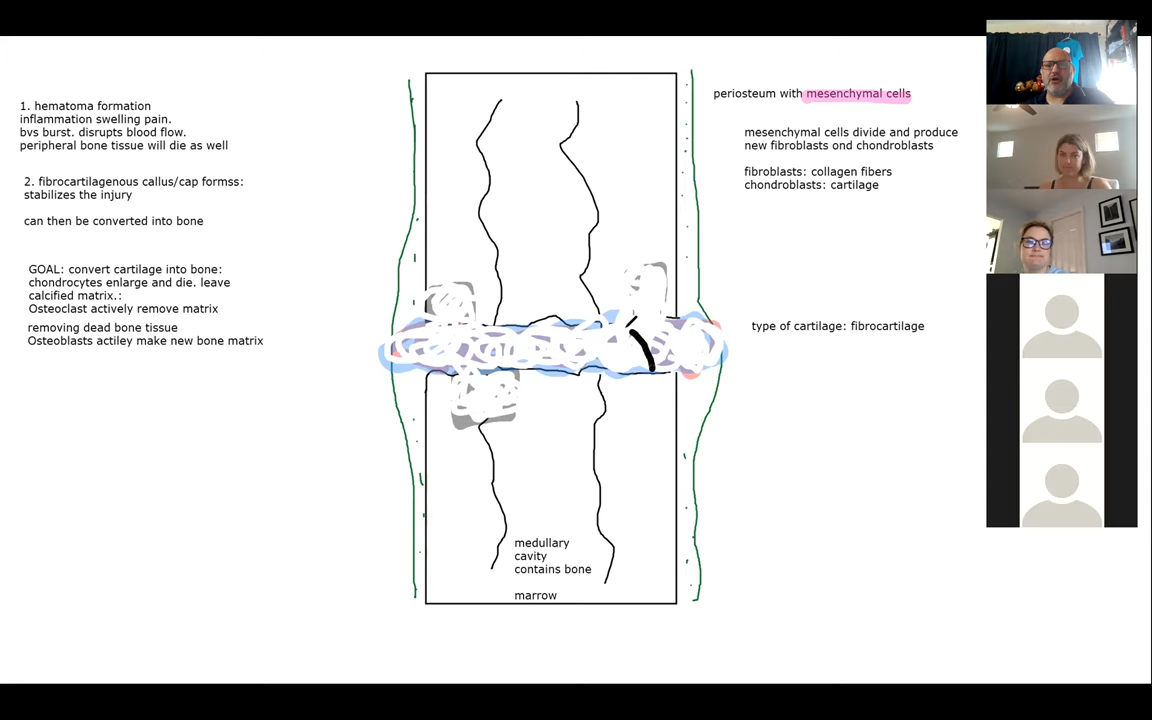 1. hematoma formation
inflammation swelling pain.
bvs burst. disrupts blood flow.
peripheral bone tissue will die as well
2. fibrocartilagenous callus/cap formss:
stabilizes the injury
can then be converted into bone
GOAL: convert cartilage into bone:
chondrocytes enlarge and die. leave
calcified matrix.:
Osteoclast actively remove matrix
removing dead bone tissue
Osteoblasts actiley make new bone matrix
medullary
cavity
contains bone
marrow
periosteum with mesenchymal cells
mesenchymal cells divide and produce
new fibroblasts ond chondroblasts
fibroblasts: collagen fibers
chondroblasts: cartilage
type of cartilage: fibrocartilage